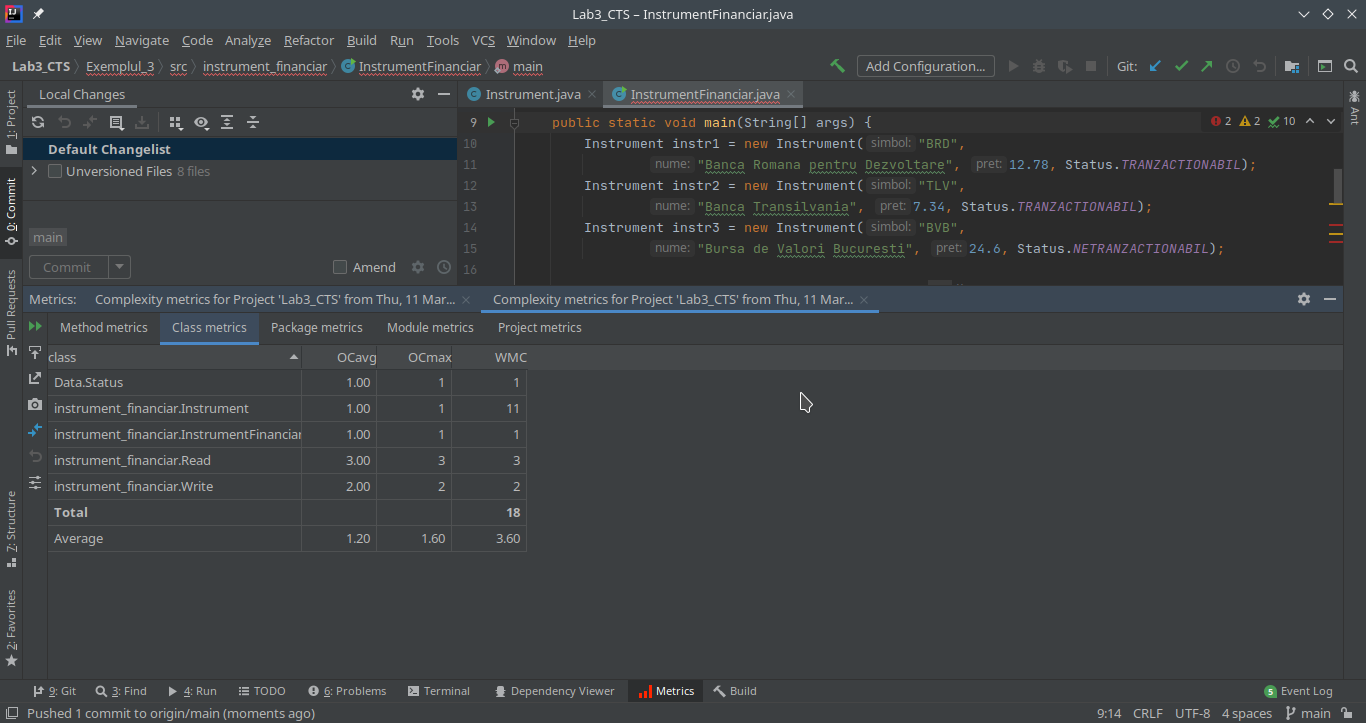 Lab3_CTS – InstrumentFinanciar.java
File Edit View Navigate Code Analyze Refactor Build Run Tools VCS Window Help
Lab3_CTS Exemplul_3 src instrument_financiar InstrumentFinanciar main Add Configuration... Git:
1: Project
0: Commit
Pull Requests
7: Structure
2: Favorites
Local Changes
Default Changelist
Unversioned Files 8 files
main
Commit Amend
Instrument.java InstrumentFinanciar.java
9 public static void main(String[] args) { 2 2 10
10 Instrument instr1 = new Instrument( simbol: "BRD",
11 nume: "Banca Romana pentru Dezvoltare", pret: 12.78, Status.TRANZACTIONABIL);
12 Instrument instr2 = new Instrument( simbol: "TLV",
13 nume: "Banca Transilvania", pret: 7.34, Status.TRANZACTIONABIL);
14 Instrument instr3 = new Instrument( simbol: "BVB",
15 nume: "Bursa de Valori Bucuresti", pret: 24.6, Status.NETRANZACTIONABIL);
16
Ant
Metrics: Complexity metrics for Project 'Lab3_CTS' from Thu, 11 Mar... Complexity metrics for Project 'Lab3_CTS' from Thu, 11 Mar...
Method metrics Class metrics Package metrics Module metrics Project metrics
class OCavg OCmax WMC
Data.Status 1.00 1 1
instrument_financiar.Instrument 1.00 1 11
instrument_financiar.InstrumentFinanciar 1.00 1 1
instrument_financiar.Read 3.00 3 3
instrument_financiar.Write 2.00 2 2
Total 18
Average 1.20 1.60 3.60
9: Git 3: Find 4: Run TODO 6: Problems Terminal Dependency Viewer Metrics Build 5 Event Log
Pushed 1 commit to origin/main (moments ago) 9:14 CRLF UTF-8 4 spaces main